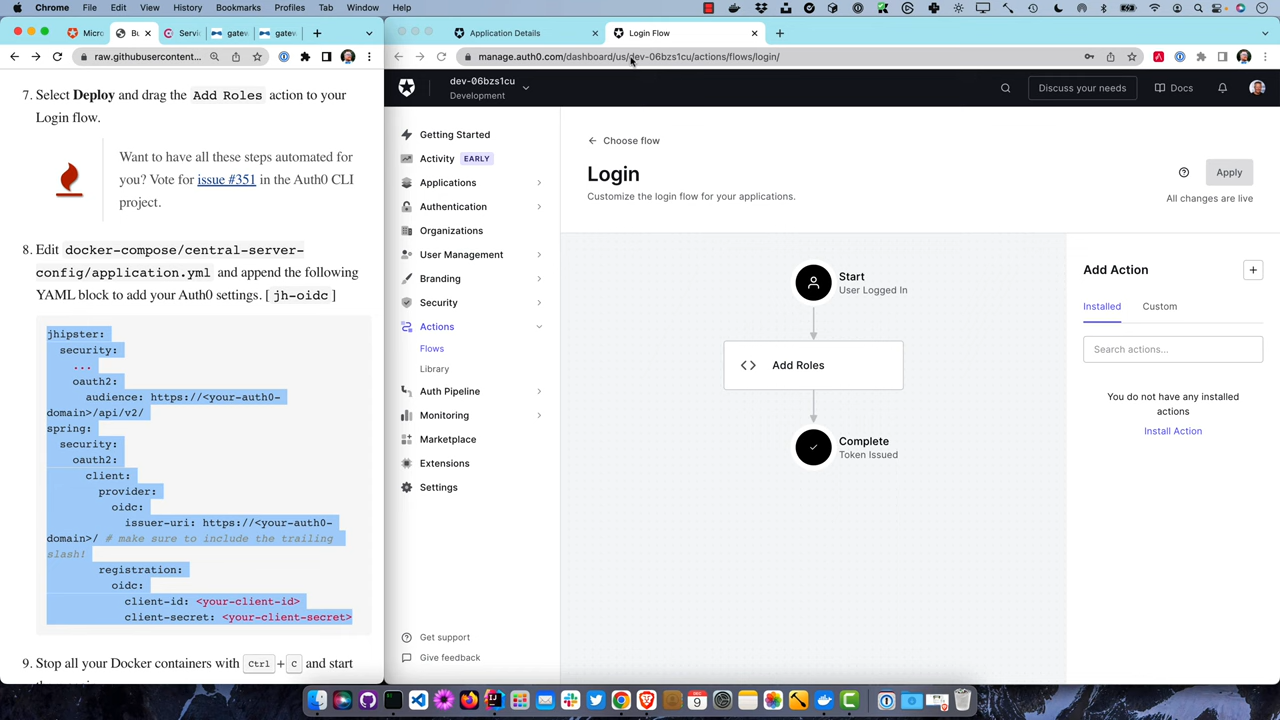 Chrome File Edit View History Bookmarks Profiles Tab Window Help
Micro
Bu
Servi
gatew
gatew
raw.githubusercontent...
7. Select Deploy and drag the Add Roles action to your
Login flow.
Want to have all these steps automated for
you? Vote for issue #351 in the Auth0 CLI
project.
8. Edit docker-compose/central-server-
config/application.yml and append the following
YAML block to add your Auth0 settings. [ jh-oidc ]
jhipster:
security:
...
oauth2:
audience: https://<your-auth0-
domain>/api/v2/
spring:
security:
oauth2:
client:
provider:
oidc:
issuer-uri: https://<your-auth0-
domain>/ # make sure to include the trailing
slash!
registration:
oidc:
client-id: <your-client-id>
client-secret: <your-client-secret>
9. Stop all your Docker containers with Ctrl + C and start
Application Details
Login Flow
manage.auth0.com/dashboard/us/dev-06bzs1cu/actions/flows/login/
dev-06bzs1cu
Development
Discuss your needs
Docs
Getting Started
Activity EARLY
Applications
Authentication
Organizations
User Management
Branding
Security
Actions
Flows
Library
Auth Pipeline
Monitoring
Marketplace
Extensions
Settings
Get support
Give feedback
Choose flow
Login
Customize the login flow for your applications.
Apply
All changes are live
Start
User Logged In
Add Roles
Complete
Token Issued
Add Action
Installed Custom
Search actions...
You do not have any installed
actions
Install Action